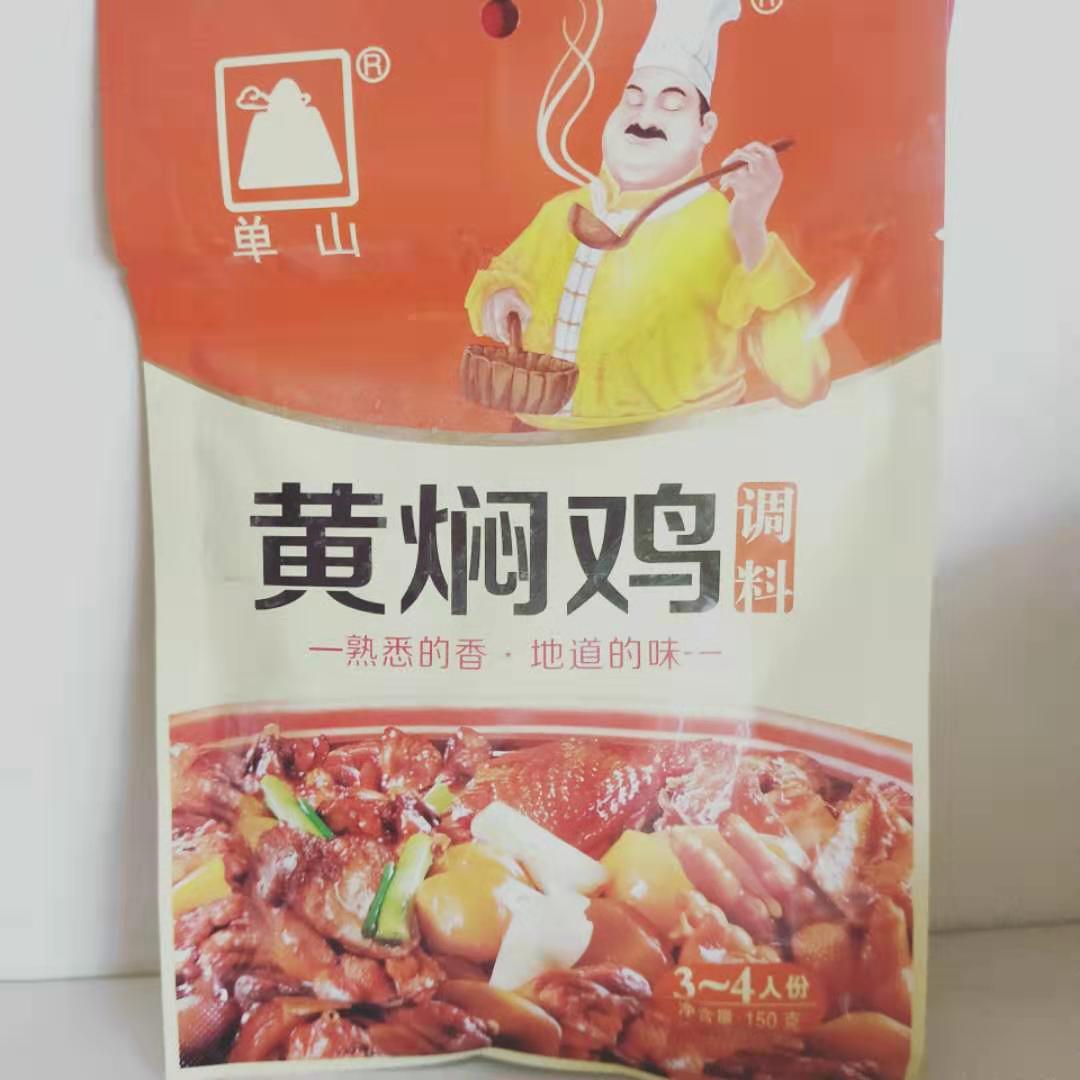 ®
®
单山
黄焖鸡
调料
一熟悉的香·地道的味一
3~4人份
净含量 150克